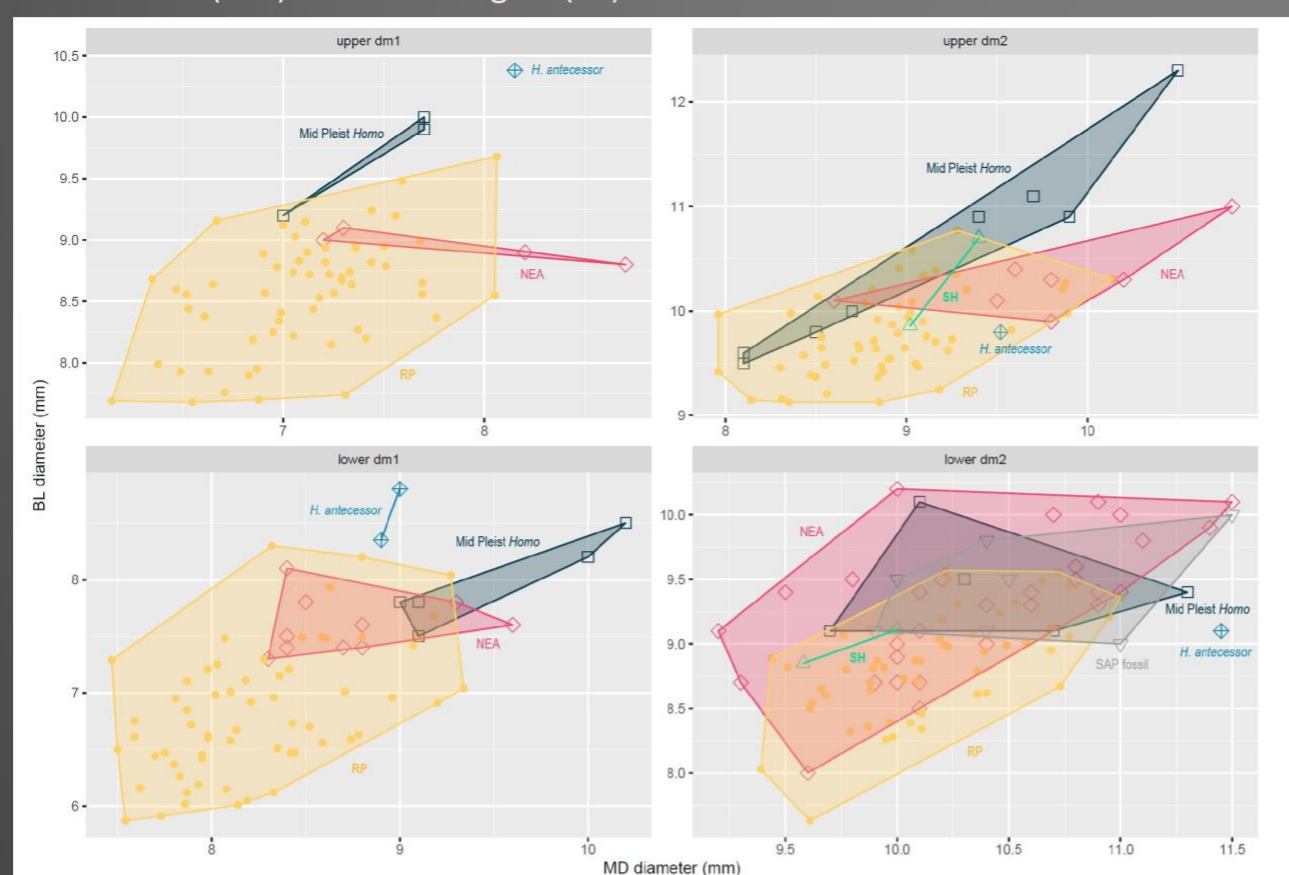 upper dm1
10.5
10.0
9.5
9.0
8.5
8.0
7
8
H. antecessor
Mid Pleist Homo
NEA
RP
upper dm2
12
11
10
9
8
9
10
Mid Pleist Homo
NEA
SH
H. antecessor
RP
BL diameter (mm)
lower dm1
8
7
6
8
9
10
H. antecessor
Mid Pleist Homo
NEA
RP
lower dm2
10.0
9.5
9.0
8.5
8.0
9.5
10.0
10.5
11.0
11.5
NEA
Mid Pleist Homo
H. antecessor
SH
SAP fossil
RP
MD diameter (mm)